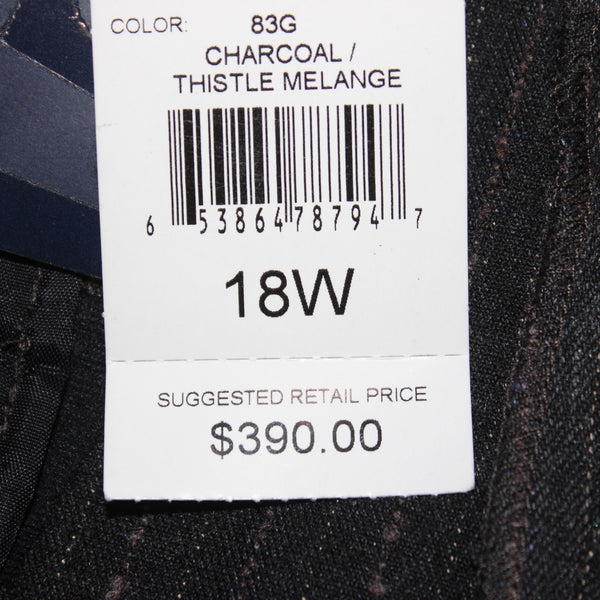 COLOR: 83G
CHARCOAL /
THISTLE MELANGE
6 53864 78794 7
18W
SUGGESTED RETAIL PRICE
$390.00